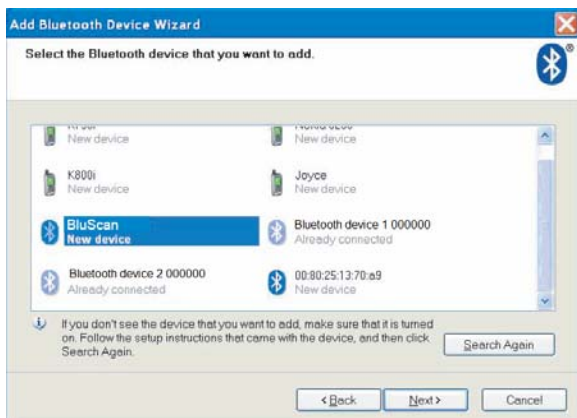 Add Bluetooth Device Wizard
Select the Bluetooth device that you want to add.
®
New device
New device
K800i
New device
Joyce
New device
BluScan
New device
Bluetooth device 1 000000
Already connected
Bluetooth device 2 000000
Already connected
00:80:25:13:70:a9
New device
If you don't see the device that you want to add, make sure that it is turned
on. Follow the setup instructions that came with the device, and then click
Search Again.
Search Again
< Back
Next >
Cancel